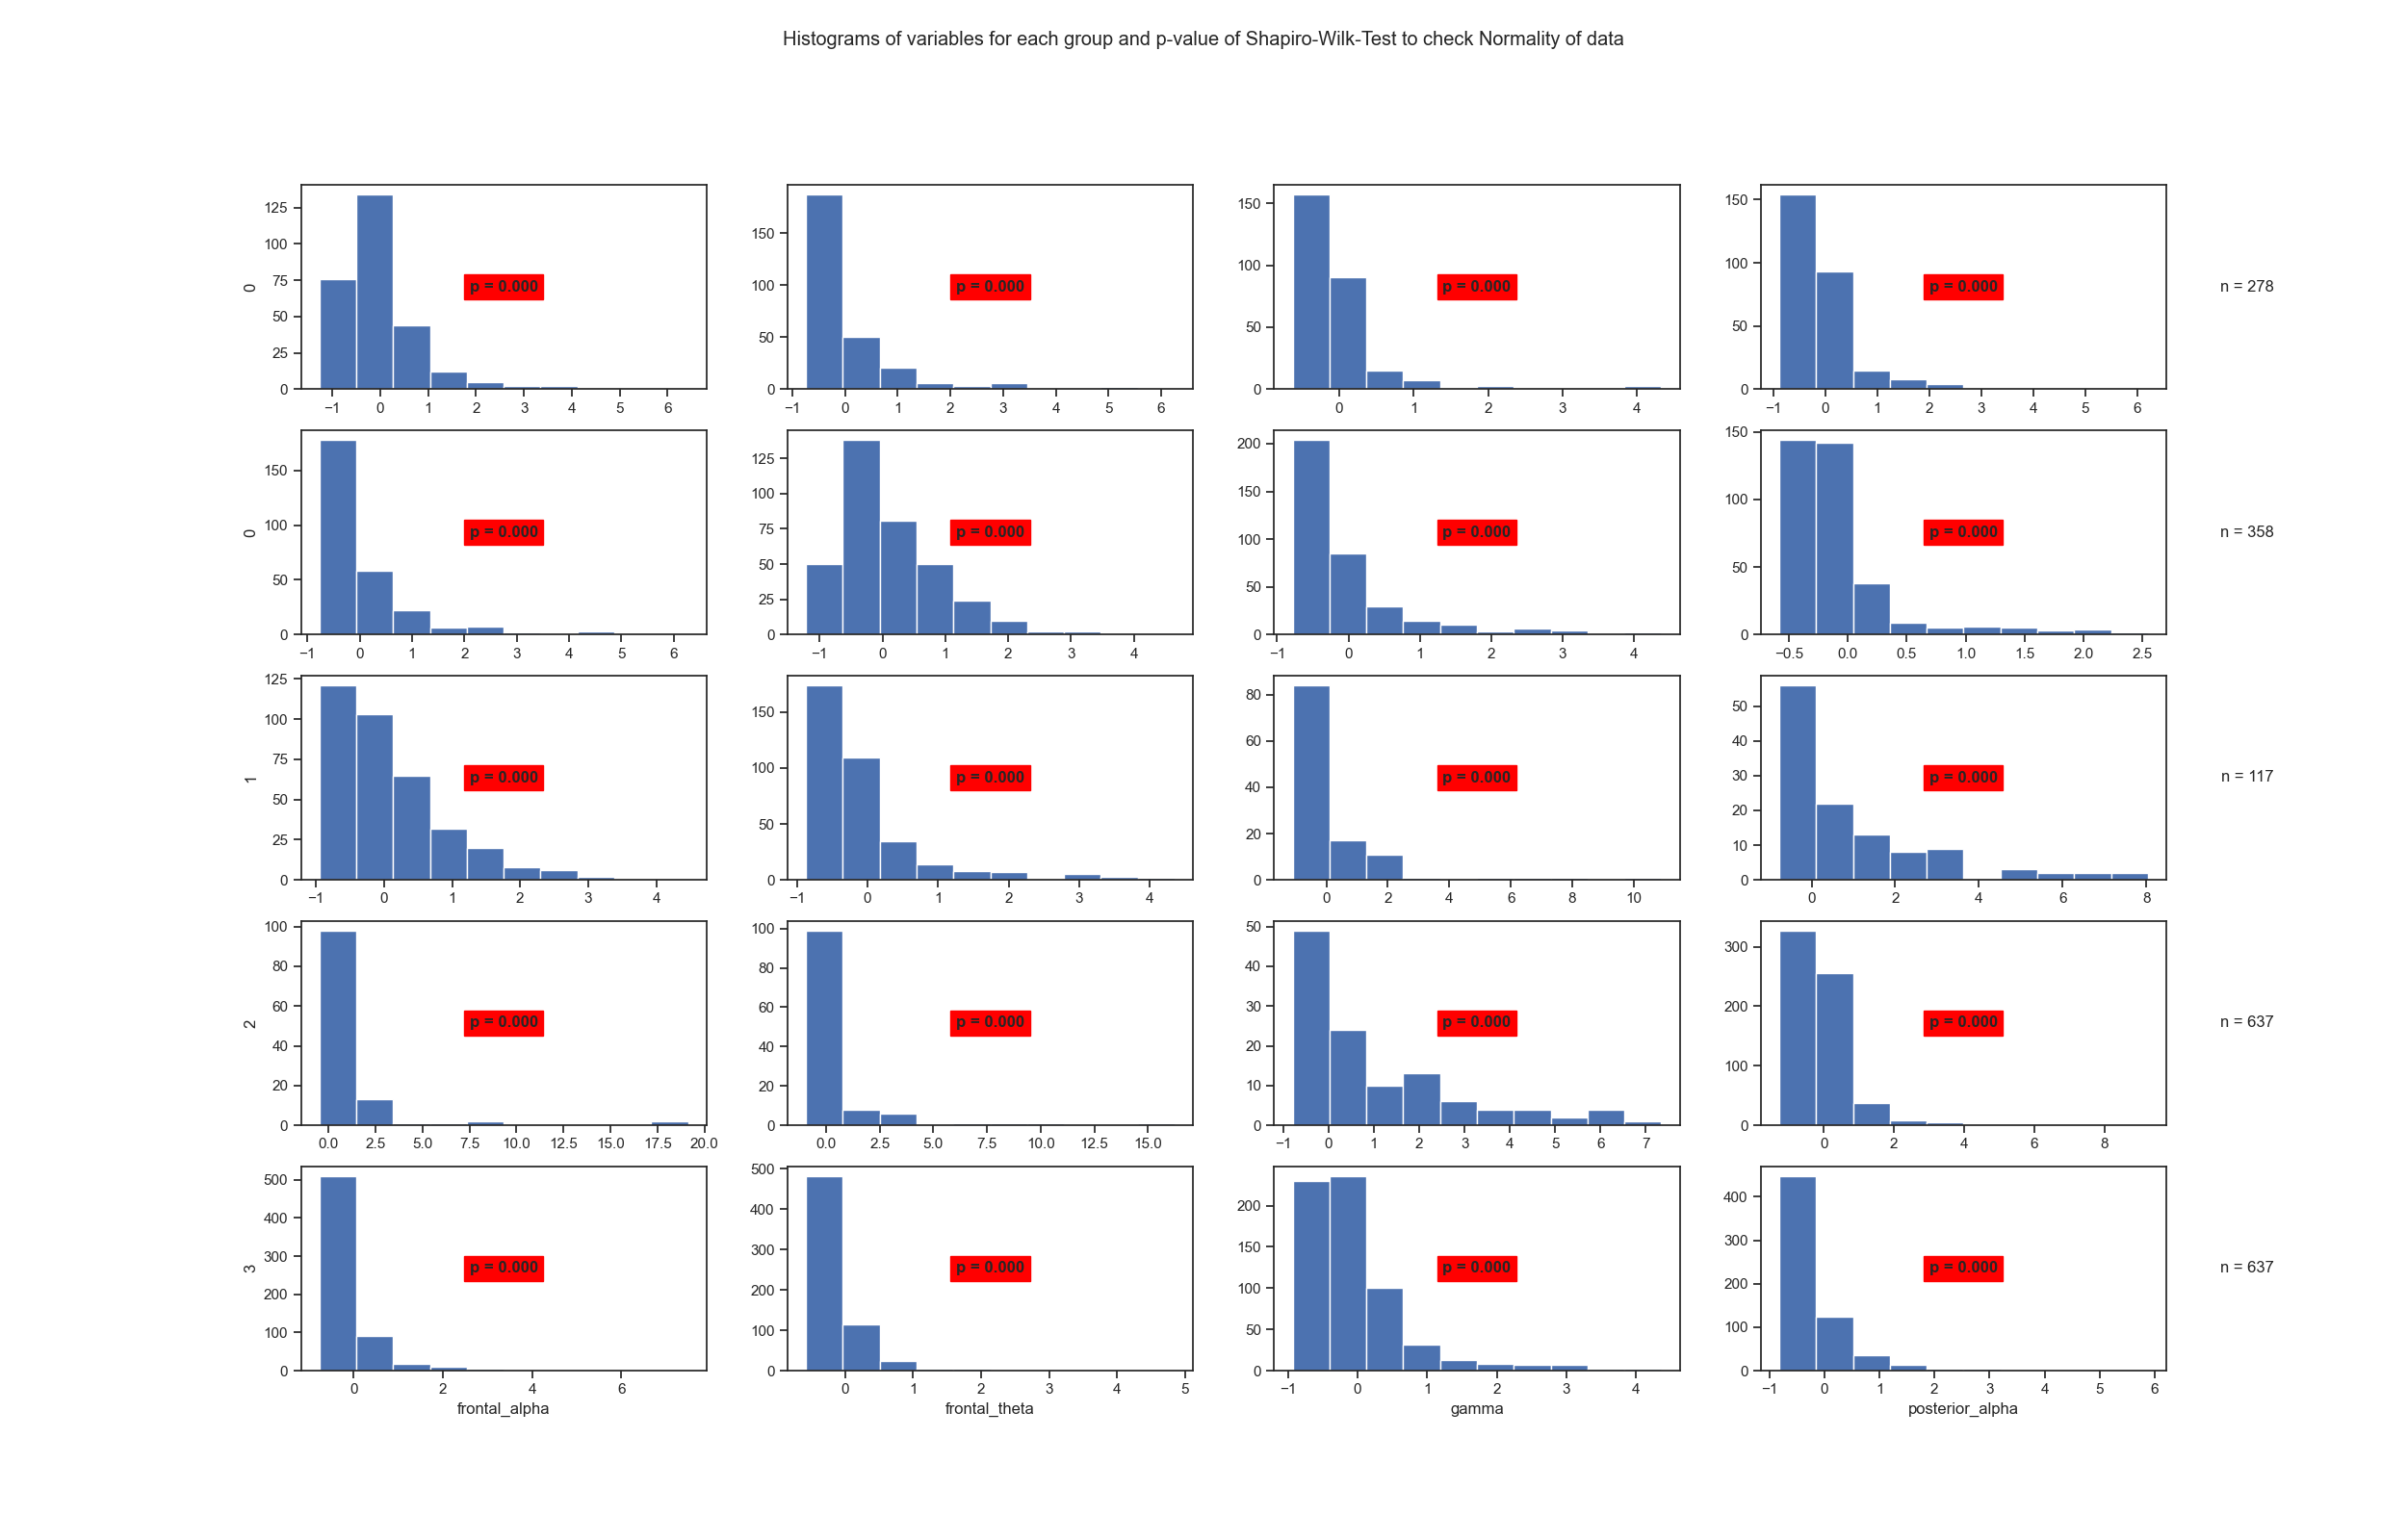 Histograms of variables for each group and p-value of Shapiro-Wilk-Test to check Normality of data
0
125
100
75
50
25
0
p = 0.000
−1 0 1 2 3 4 5 6
150
100
50
0
p = 0.000
−1 0 1 2 3 4 5 6
150
100
50
0
p = 0.000
0 1 2 3 4
150
100
50
0
p = 0.000
−1 0 1 2 3 4 5 6
n = 278
0
150
100
50
0
p = 0.000
−1 0 1 2 3 4 5 6
125
100
75
50
25
0
p = 0.000
−1 0 1 2 3 4
200
150
100
50
0
p = 0.000
−1 0 1 2 3 4
150
100
50
0
p = 0.000
−0.5 0.0 0.5 1.0 1.5 2.0 2.5
n = 358
1
125
100
75
50
25
0
p = 0.000
−1 0 1 2 3 4
150
100
50
0
p = 0.000
−1 0 1 2 3 4
80
60
40
20
0
p = 0.000
0 2 4 6 8 10
50
40
30
20
10
0
p = 0.000
0 2 4 6 8
n = 117
2
100
80
60
40
20
0
p = 0.000
0.0 2.5 5.0 7.5 10.0 12.5 15.0 17.5 20.0
100
80
60
40
20
0
p = 0.000
0.0 2.5 5.0 7.5 10.0 12.5 15.0
50
40
30
20
10
0
p = 0.000
−1 0 1 2 3 4 5 6 7
300
200
100
0
p = 0.000
0 2 4 6 8
n = 637
3
500
400
300
200
100
0
p = 0.000
0 2 4 6
frontal_alpha
500
400
300
200
100
0
p = 0.000
0 1 2 3 4 5
frontal_theta
200
150
100
50
0
p = 0.000
−1 0 1 2 3 4
gamma
400
300
200
100
0
p = 0.000
−1 0 1 2 3 4 5 6
posterior_alpha
n = 637